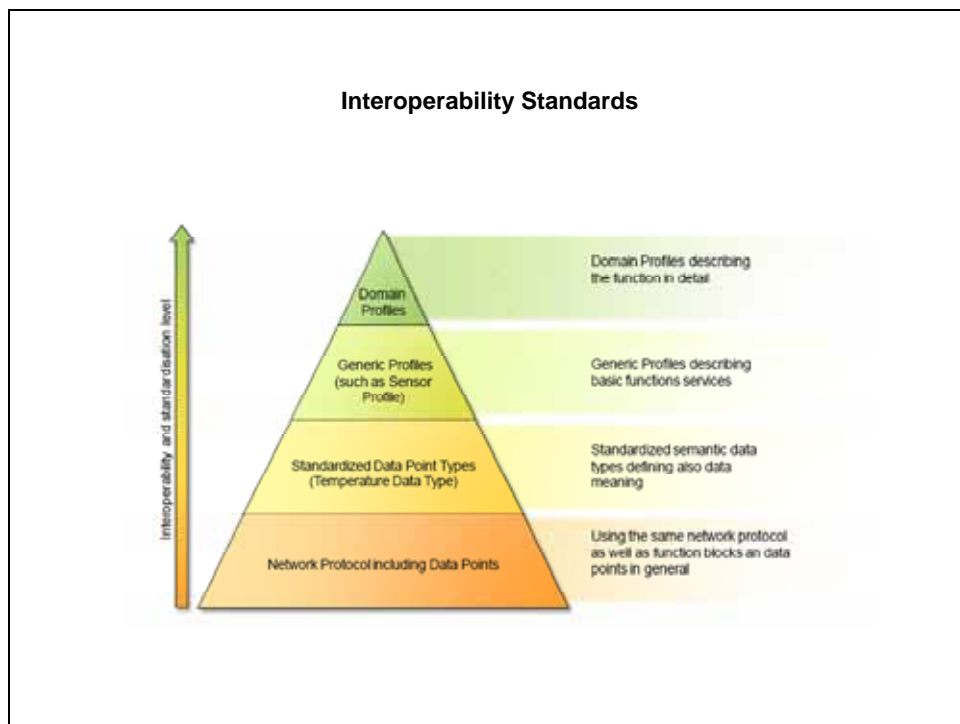 Interoperability Standards
Interoperability and standardisation level
Domain
Profiles
Domain Profiles describing
the function in detail
Generic Profiles
(such as Sensor
Profile)
Generic Profiles describing
basic functions services
Standardized Data Point Types
(Temperature Data Type)
Standardized semantic data
types defining also data
meaning
Network Protocol including Data Points
Using the same network protocol
as well as function blocks an data
points in general